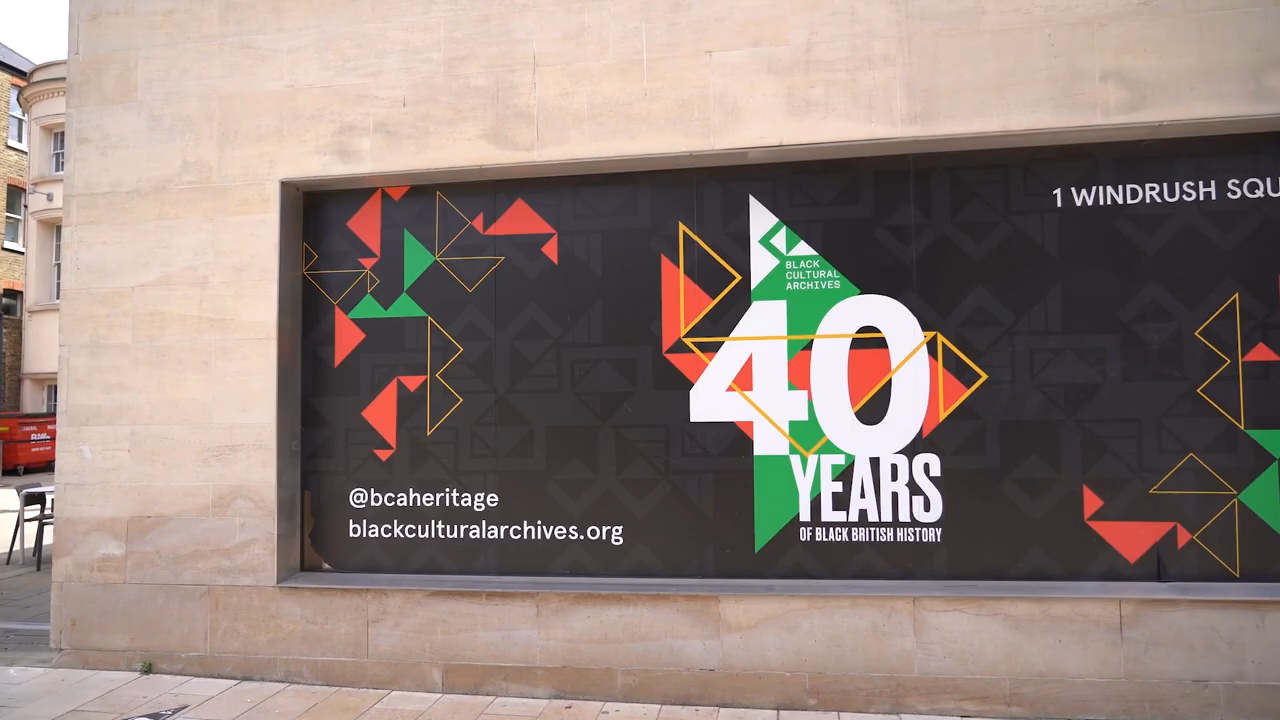 1 WINDRUSH SQU
BLACK
CULTURAL
ARCHIVES
40
YEARS
OF BLACK BRITISH HISTORY
@bcaheritage
blackculturalarchives.org